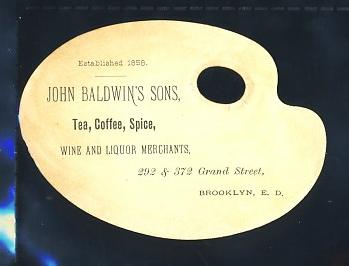 Established 1858.
JOHN BALDWIN'S SONS,
Tea, Coffee, Spice,
WINE AND LIQUOR MERCHANTS,
292 & 372 Grand Street,
BROOKLYN, E. D.